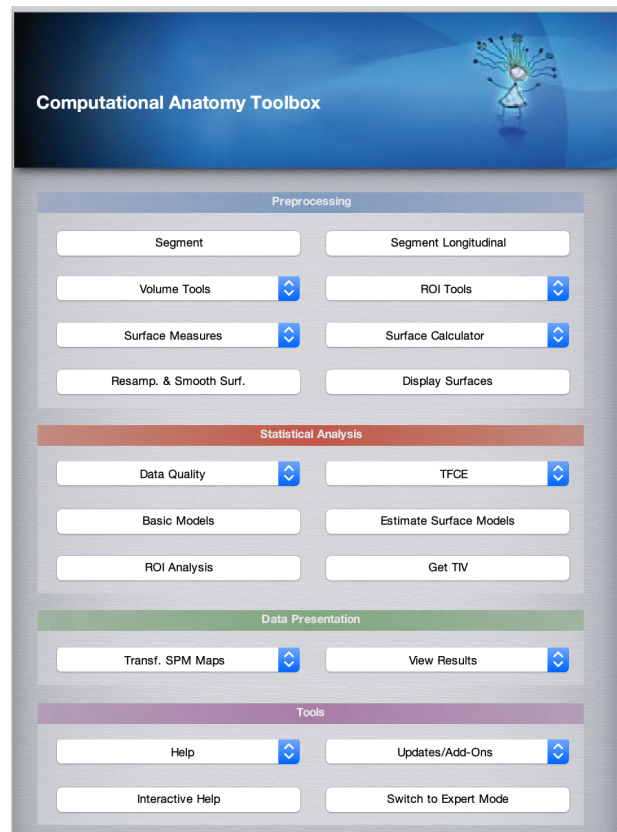 Computational Anatomy Toolbox
Preprocessing
Segment
Segment Longitudinal
Volume Tools
ROI Tools
Surface Measures
Surface Calculator
Resamp. & Smooth Surf.
Display Surfaces
Statistical Analysis
Data Quality
TFCE
Basic Models
Estimate Surface Models
ROI Analysis
Get TIV
Data Presentation
Transf. SPM Maps
View Results
Tools
Help
Updates/Add-Ons
Interactive Help
Switch to Expert Mode